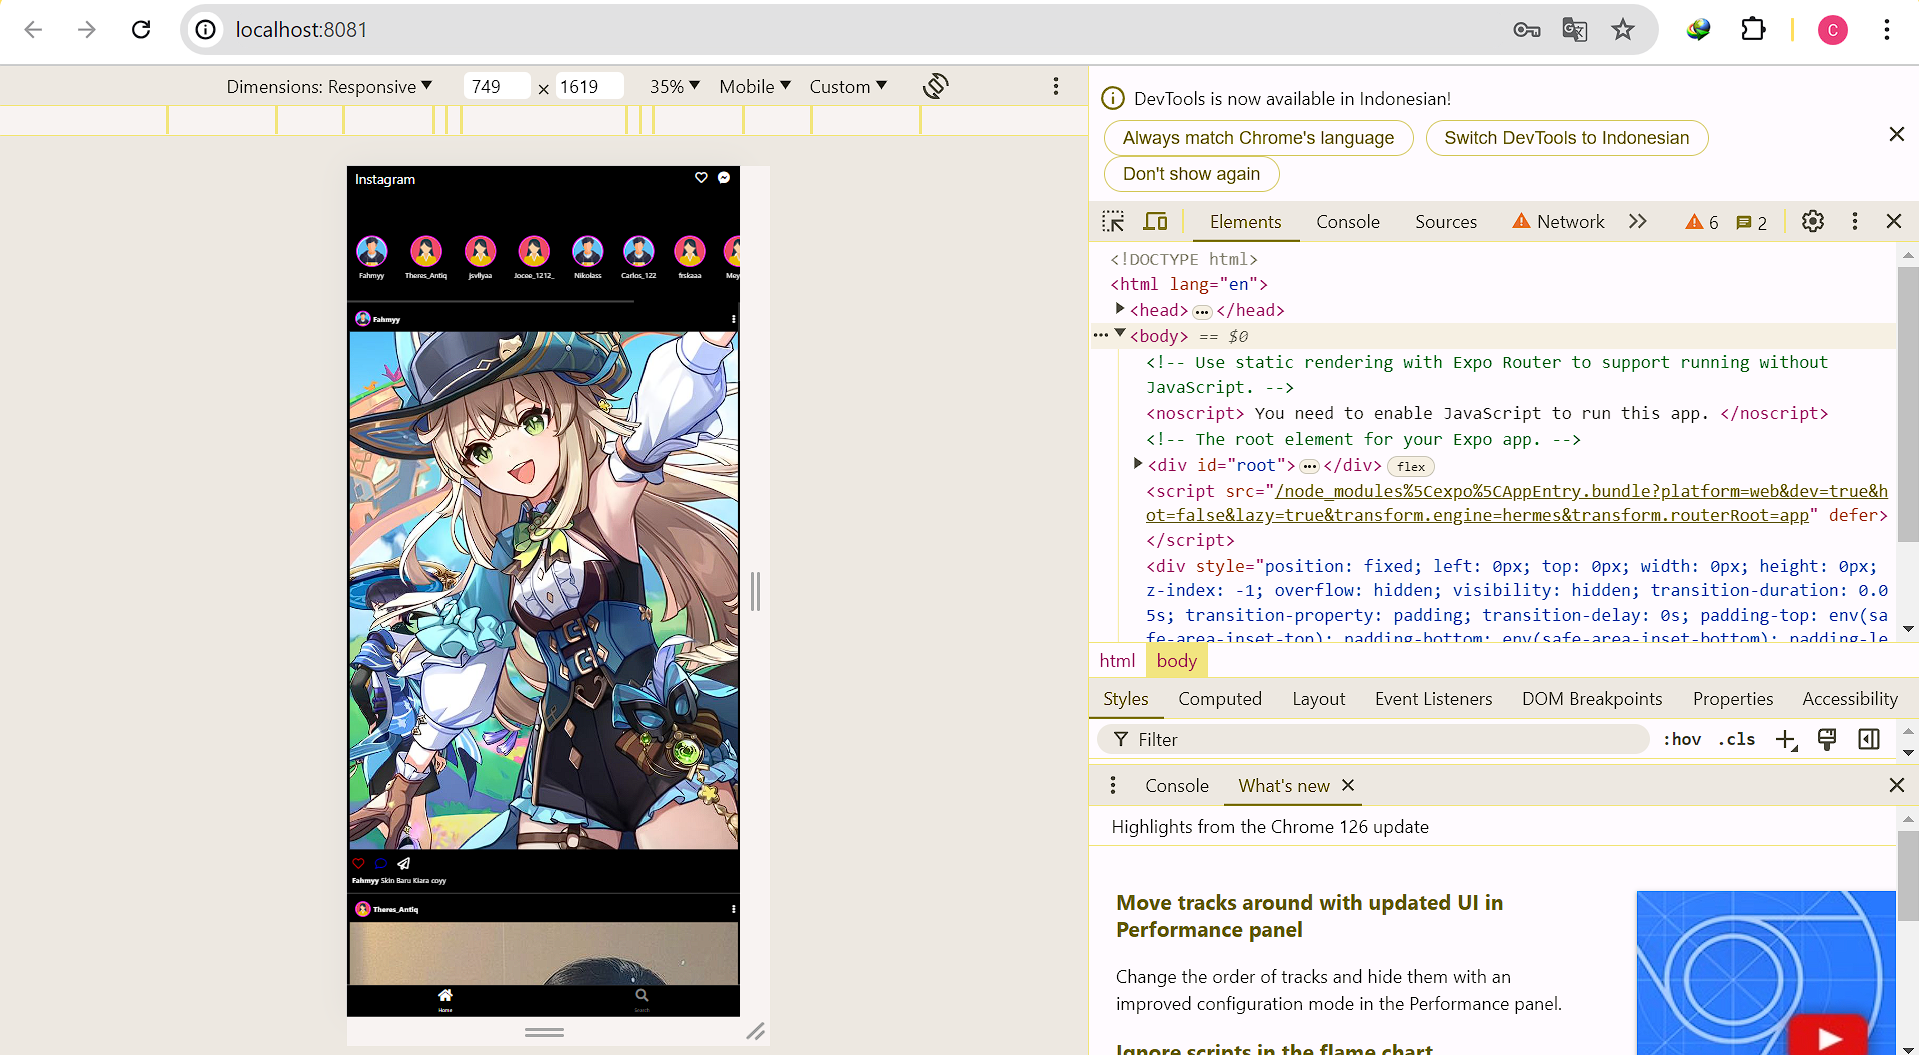 localhost:8081
C
Dimensions: Responsive
749 × 1619
35%
Mobile
Custom
Instagram
Fahmyy
Theres_Antiq
jsvllyaa
Jocee_1212_
Nikolass
Carlos_122
frskaaa
Mey
Fahmyy
Fahmyy Skin Baru Kiara coyy
Theres_Antiq
Home
Search
DevTools is now available in Indonesian!
Always match Chrome's language
Switch DevTools to Indonesian
Don't show again
Elements
Console
Sources
Network
6
2
<!DOCTYPE html>
<html lang="en">
<head> ••• </head>
••• <body> == $0
<!-- Use static rendering with Expo Router to support running without
JavaScript. -->
<noscript> You need to enable JavaScript to run this app. </noscript>
<!-- The root element for your Expo app. -->
<div id="root"> ••• </div> flex
<script src="/node_modules%5Cexpo%5CAppEntry.bundle?platform=web&dev=true&h
ot=false&lazy=true&transform.engine=hermes&transform.routerRoot=app" defer>
</script>
<div style="position: fixed; left: 0px; top: 0px; width: 0px; height: 0px;
z-index: -1; overflow: hidden; visibility: hidden; transition-duration: 0.0
5s; transition-property: padding; transition-delay: 0s; padding-top: env(sa
fe-area-inset-top); padding-bottom: env(safe-area-inset-bottom); padding-le
html
body
Styles
Computed
Layout
Event Listeners
DOM Breakpoints
Properties
Accessibility
Filter
:hov
.cls
Console
What's new
Highlights from the Chrome 126 update
Move tracks around with updated UI in
Performance panel
Change the order of tracks and hide them with an
improved configuration mode in the Performance panel.
Ignore scripts in the flame chart